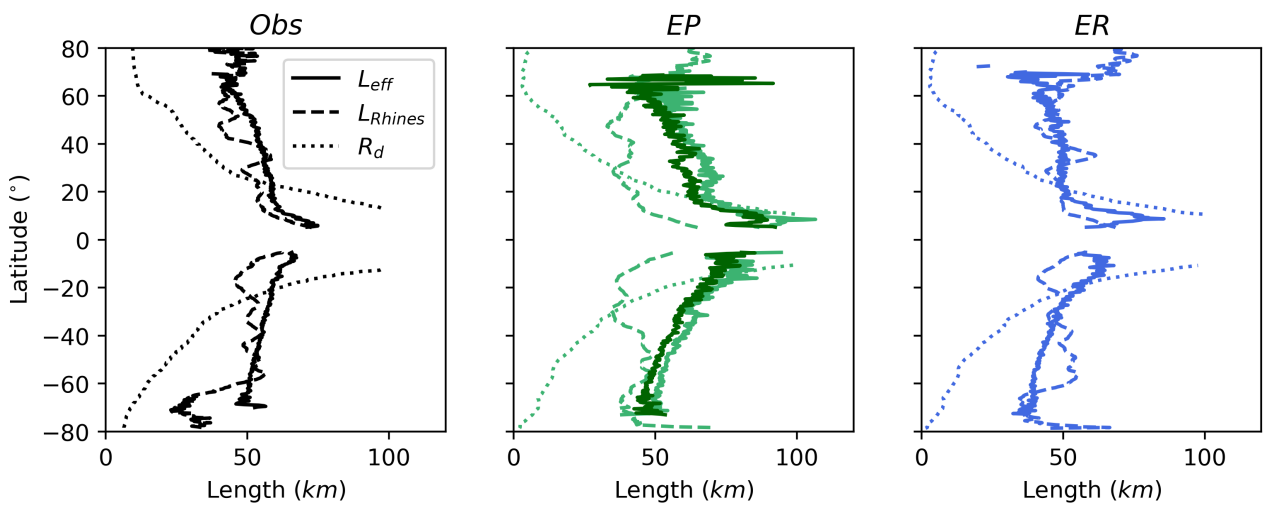 Obs EP ER
L_eff
L_Rhines
R_d
Latitude (°)
80
60
40
20
0
−20
−40
−60
−80
0 50 100 0 50 100 0 50 100
Length (km) Length (km) Length (km)